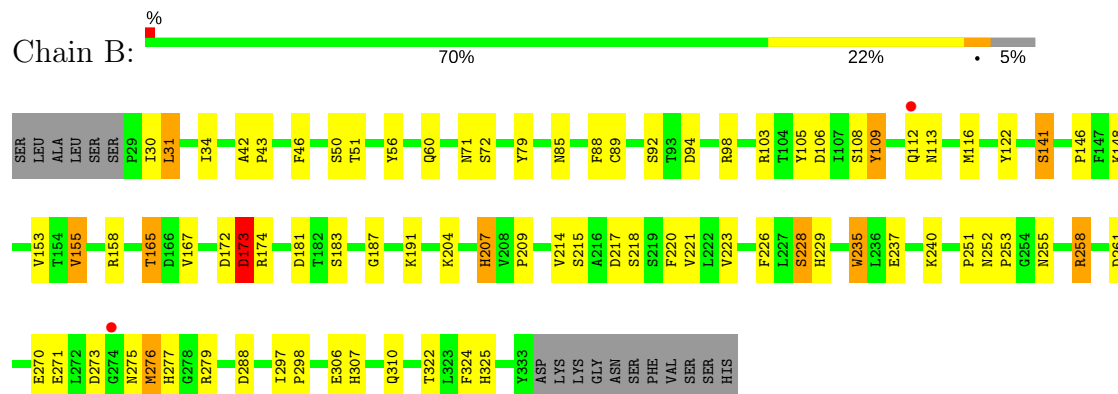 %
Chain B:
70% 22% • 5%
SER LEU ALA LEU SER SER P29 I30 L31 I34 A42 P43 F46 S50 T51 Y56 Q60 N71 S72 Y79 N85 F88 C89 S92 T93 D94 R98 R103 T104 Y105 D106 I107 S108 Y109 Q112 N113 M116 Y122 S141 P146 F147 K148
V153 T154 V155 R158 T165 D166 V167 D172 D173 R174 D181 T182 S183 G187 K191 K204 H207 V208 P209 V214 S215 A216 D217 S218 S219 F220 V221 L222 V223 F226 L227 S228 H229 W235 L236 E237 K240 P251 N252 P253 G254 N255 R258 D261
E270 E271 L272 D273 G274 N275 M276 H277 G278 R279 D288 I297 P298 E306 H307 Q310 T322 L323 F324 H325 Y333 ASP LYS LYS GLY ASN SER PHE VAL SER SER HIS